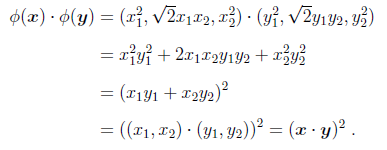 ϕ(𝒙) · ϕ(𝒚) = (x₁², √2x₁x₂, x₂²) · (y₁², √2y₁y₂, y₂²)
= x₁²y₁² + 2x₁x₂y₁y₂ + x₂²y₂²
= (x₁y₁ + x₂y₂)²
= ((x₁, x₂) · (y₁, y₂))² = (𝒙 · 𝒚)² .